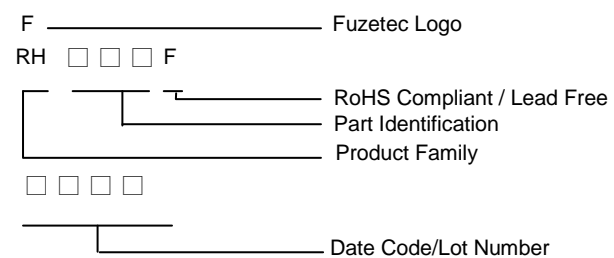 F Fuzetec Logo
RH □ □ □ F
RoHS Compliant / Lead Free
Part Identification
Product Family
□ □ □ □
Date Code/Lot Number